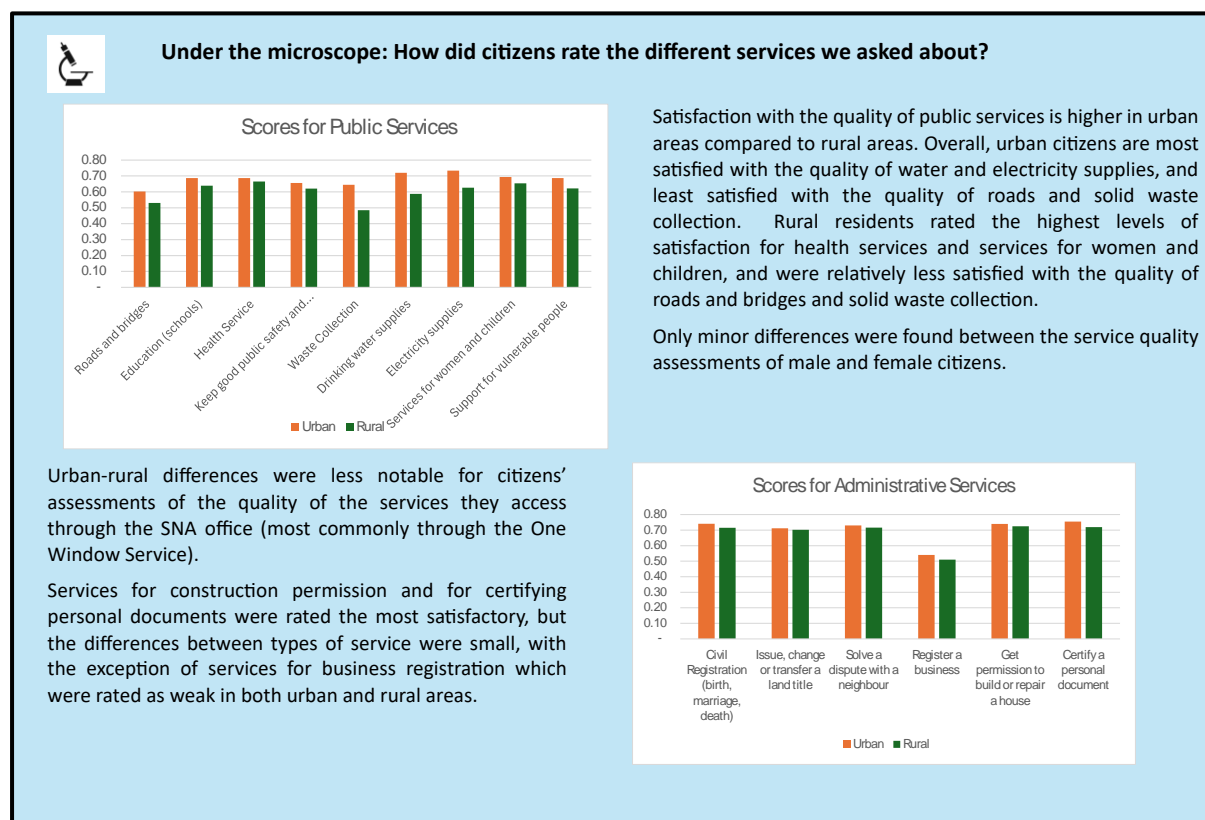 Under the microscope: How did citizens rate the different services we asked about?
Scores for Public Services
0.80
0.70
0.60
0.50
0.40
0.30
0.20
0.10
-
Roads and bridges
Education (schools)
Health Service
Keep good public safety and...
Waste Collection
Drinking water supplies
Electricity supplies
Services for women and children
Support for vulnerable people
Urban Rural
Satisfaction with the quality of public services is higher in urban
areas compared to rural areas. Overall, urban citizens are most
satisfied with the quality of water and electricity supplies, and
least satisfied with the quality of roads and solid waste
collection. Rural residents rated the highest levels of
satisfaction for health services and services for women and
children, and were relatively less satisfied with the quality of
roads and bridges and solid waste collection.
Only minor differences were found between the service quality
assessments of male and female citizens.
Urban-rural differences were less notable for citizens’
assessments of the quality of the services they access
through the SNA office (most commonly through the One
Window Service).
Services for construction permission and for certifying
personal documents were rated the most satisfactory, but
the differences between types of service were small, with
the exception of services for business registration which
were rated as weak in both urban and rural areas.
Scores for Administrative Services
0.80
0.70
0.60
0.50
0.40
0.30
0.20
0.10
-
Civil
Registration
(birth,
marriage,
death)
Issue, change
or transfer a
land title
Solve a
dispute with a
neighbour
Register a
business
Get
permission to
build or repair
a house
Certify a
personal
document
Urban Rural